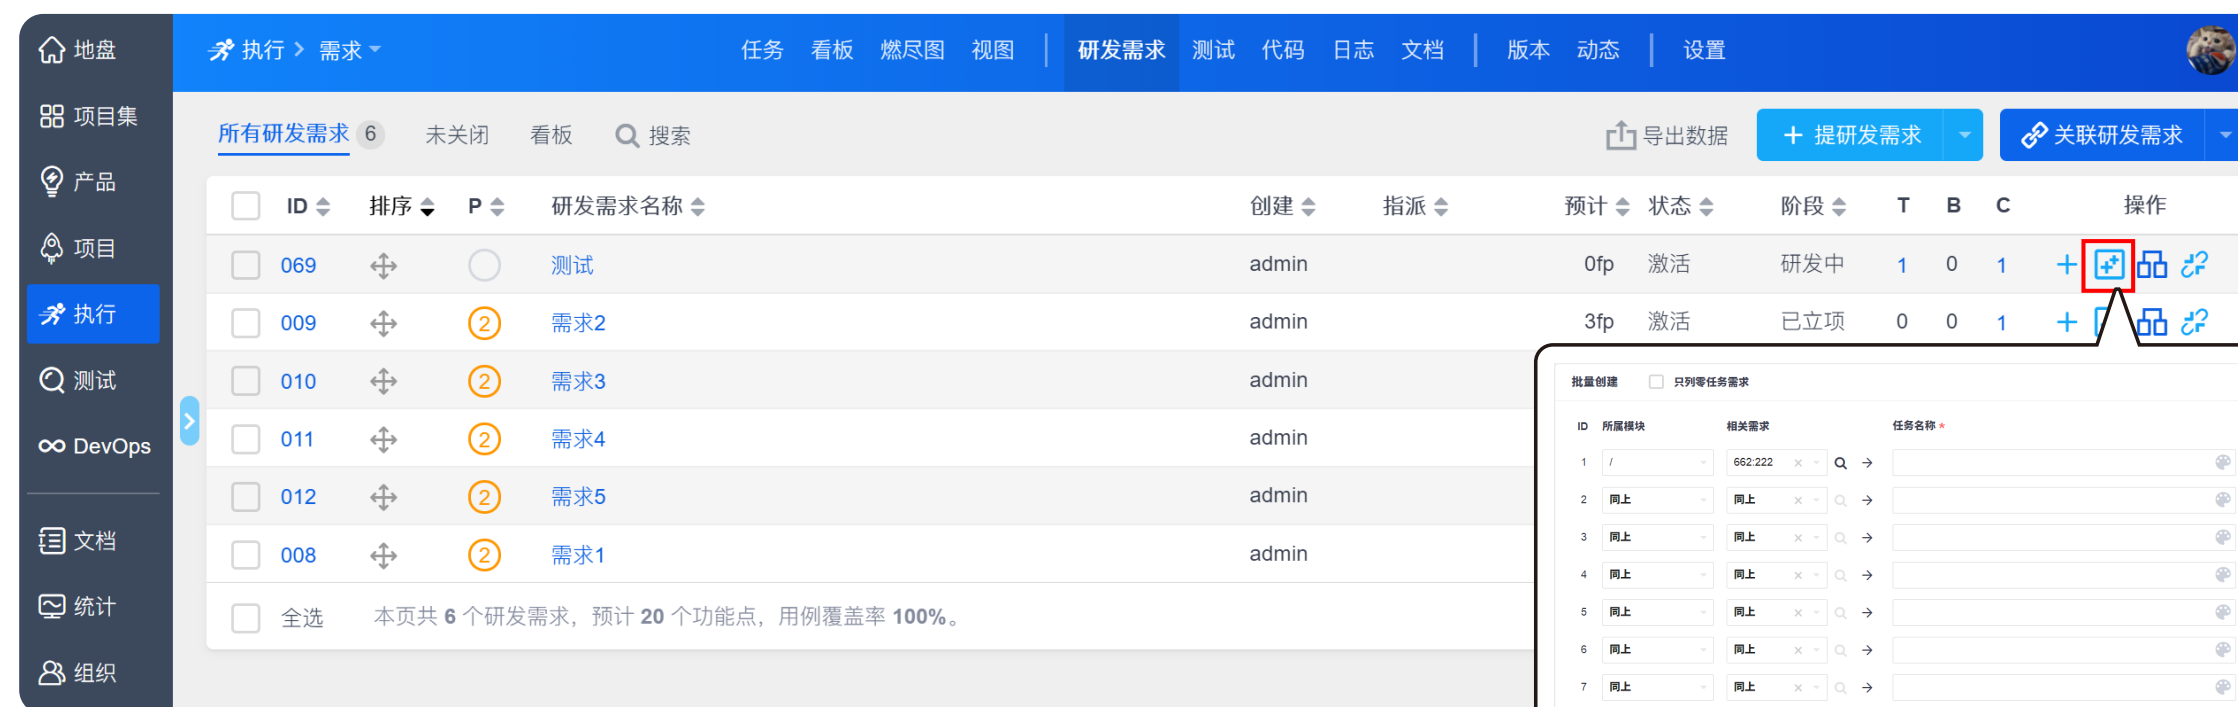 地盘
项目集
产品
项目
执行
测试
DevOps
文档
统计
组织
执行 需求
任务 看板 燃尽图 视图 研发需求 测试 代码 日志 文档 版本 动态 设置
所有研发需求 6 未关闭 看板 搜索 导出数据 + 提研发需求 关联研发需求
ID 排序 P 研发需求名称 创建 指派 预计 状态 阶段 T B C 操作
069 测试 admin 0fp 激活 研发中 1 0 1
009 2 需求2 admin 3fp 激活 已立项 0 0 1
010 2 需求3 admin
011 2 需求4 admin
012 2 需求5 admin
008 2 需求1 admin
全选 本页共 6 个研发需求，预计 20 个功能点，用例覆盖率 100%。
批量创建 只列零任务需求
ID 所属模块 相关需求 任务名称 *
1 / 662:222
2 同上 同上
3 同上 同上
4 同上 同上
5 同上 同上
6 同上 同上
7 同上 同上